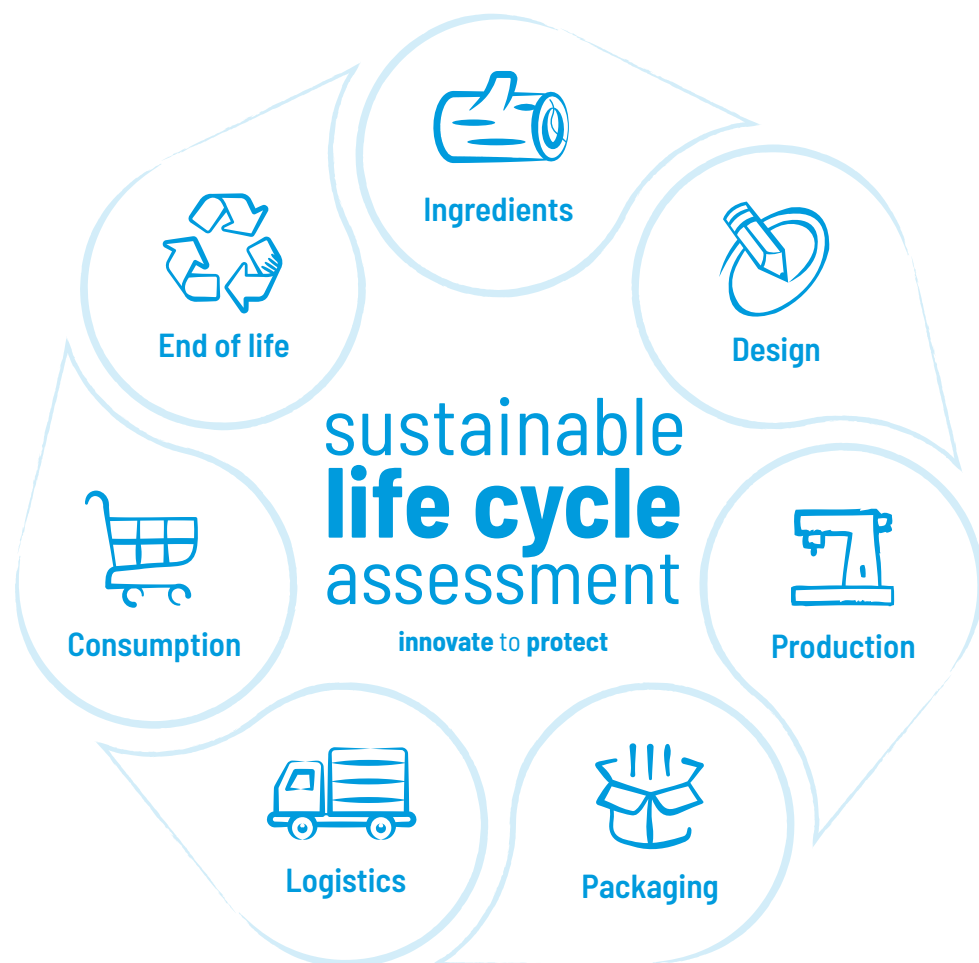 Ingredients
Design
Production
Packaging
Logistics
Consumption
End of life
sustainable
life cycle
assessment
innovate to protect